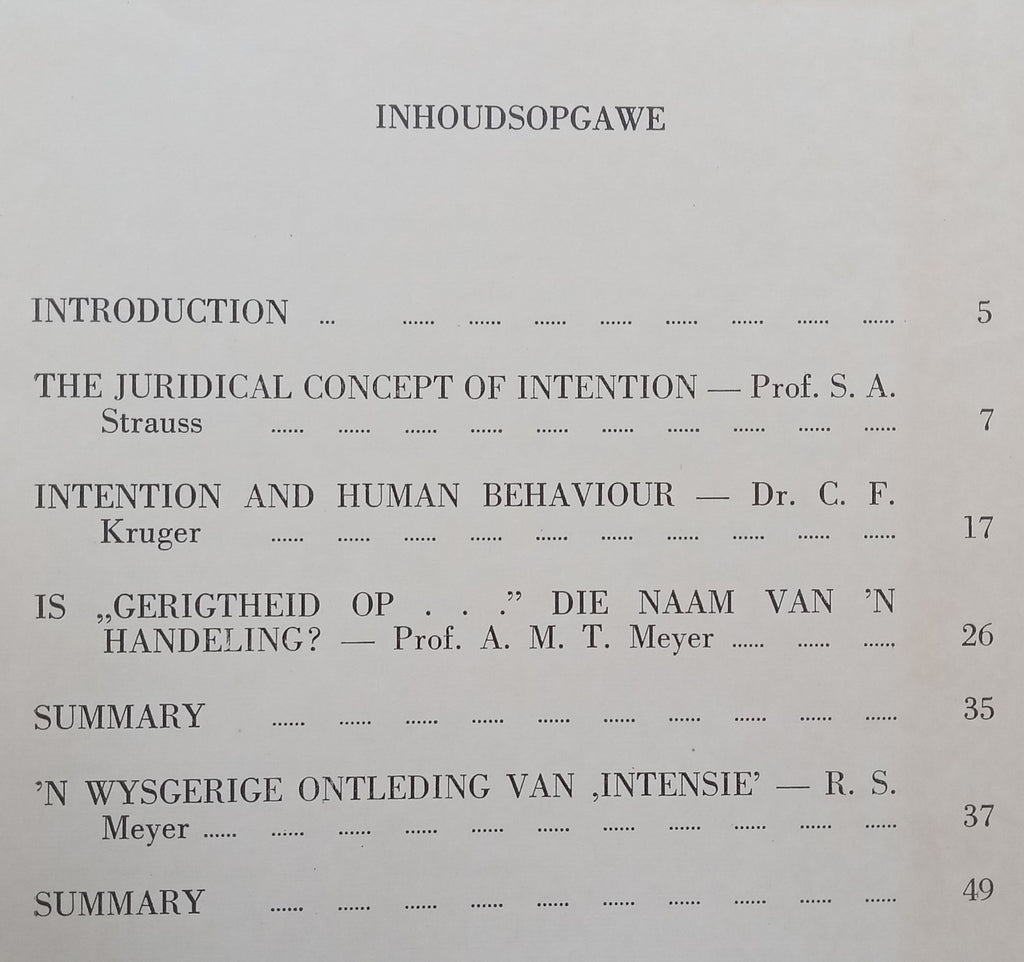 INHOUDSOPGAWE
INTRODUCTION ... ...... ...... ...... ...... ...... ...... ...... ...... 5
THE JURIDICAL CONCEPT OF INTENTION — Prof. S. A.
Strauss ...... ...... ...... ...... ...... ...... ...... ...... ...... ...... 7
INTENTION AND HUMAN BEHAVIOUR — Dr. C. F.
Kruger ...... ...... ...... ...... ...... ...... ...... ...... ...... ...... 17
IS „GERIGTHEID OP . . .” DIE NAAM VAN ’N
HANDELING? — Prof. A. M. T. Meyer ...... ...... ...... 26
SUMMARY ...... ...... ...... ...... ...... ...... ...... ...... ...... ...... 35
’N WYSGERIGE ONTLEDING VAN ‚INTENSIE’ — R. S.
Meyer ...... ...... ...... ...... ...... ...... ...... ...... ...... ...... ...... 37
SUMMARY ...... ...... ...... ...... ...... ...... ...... ...... ...... ...... 49